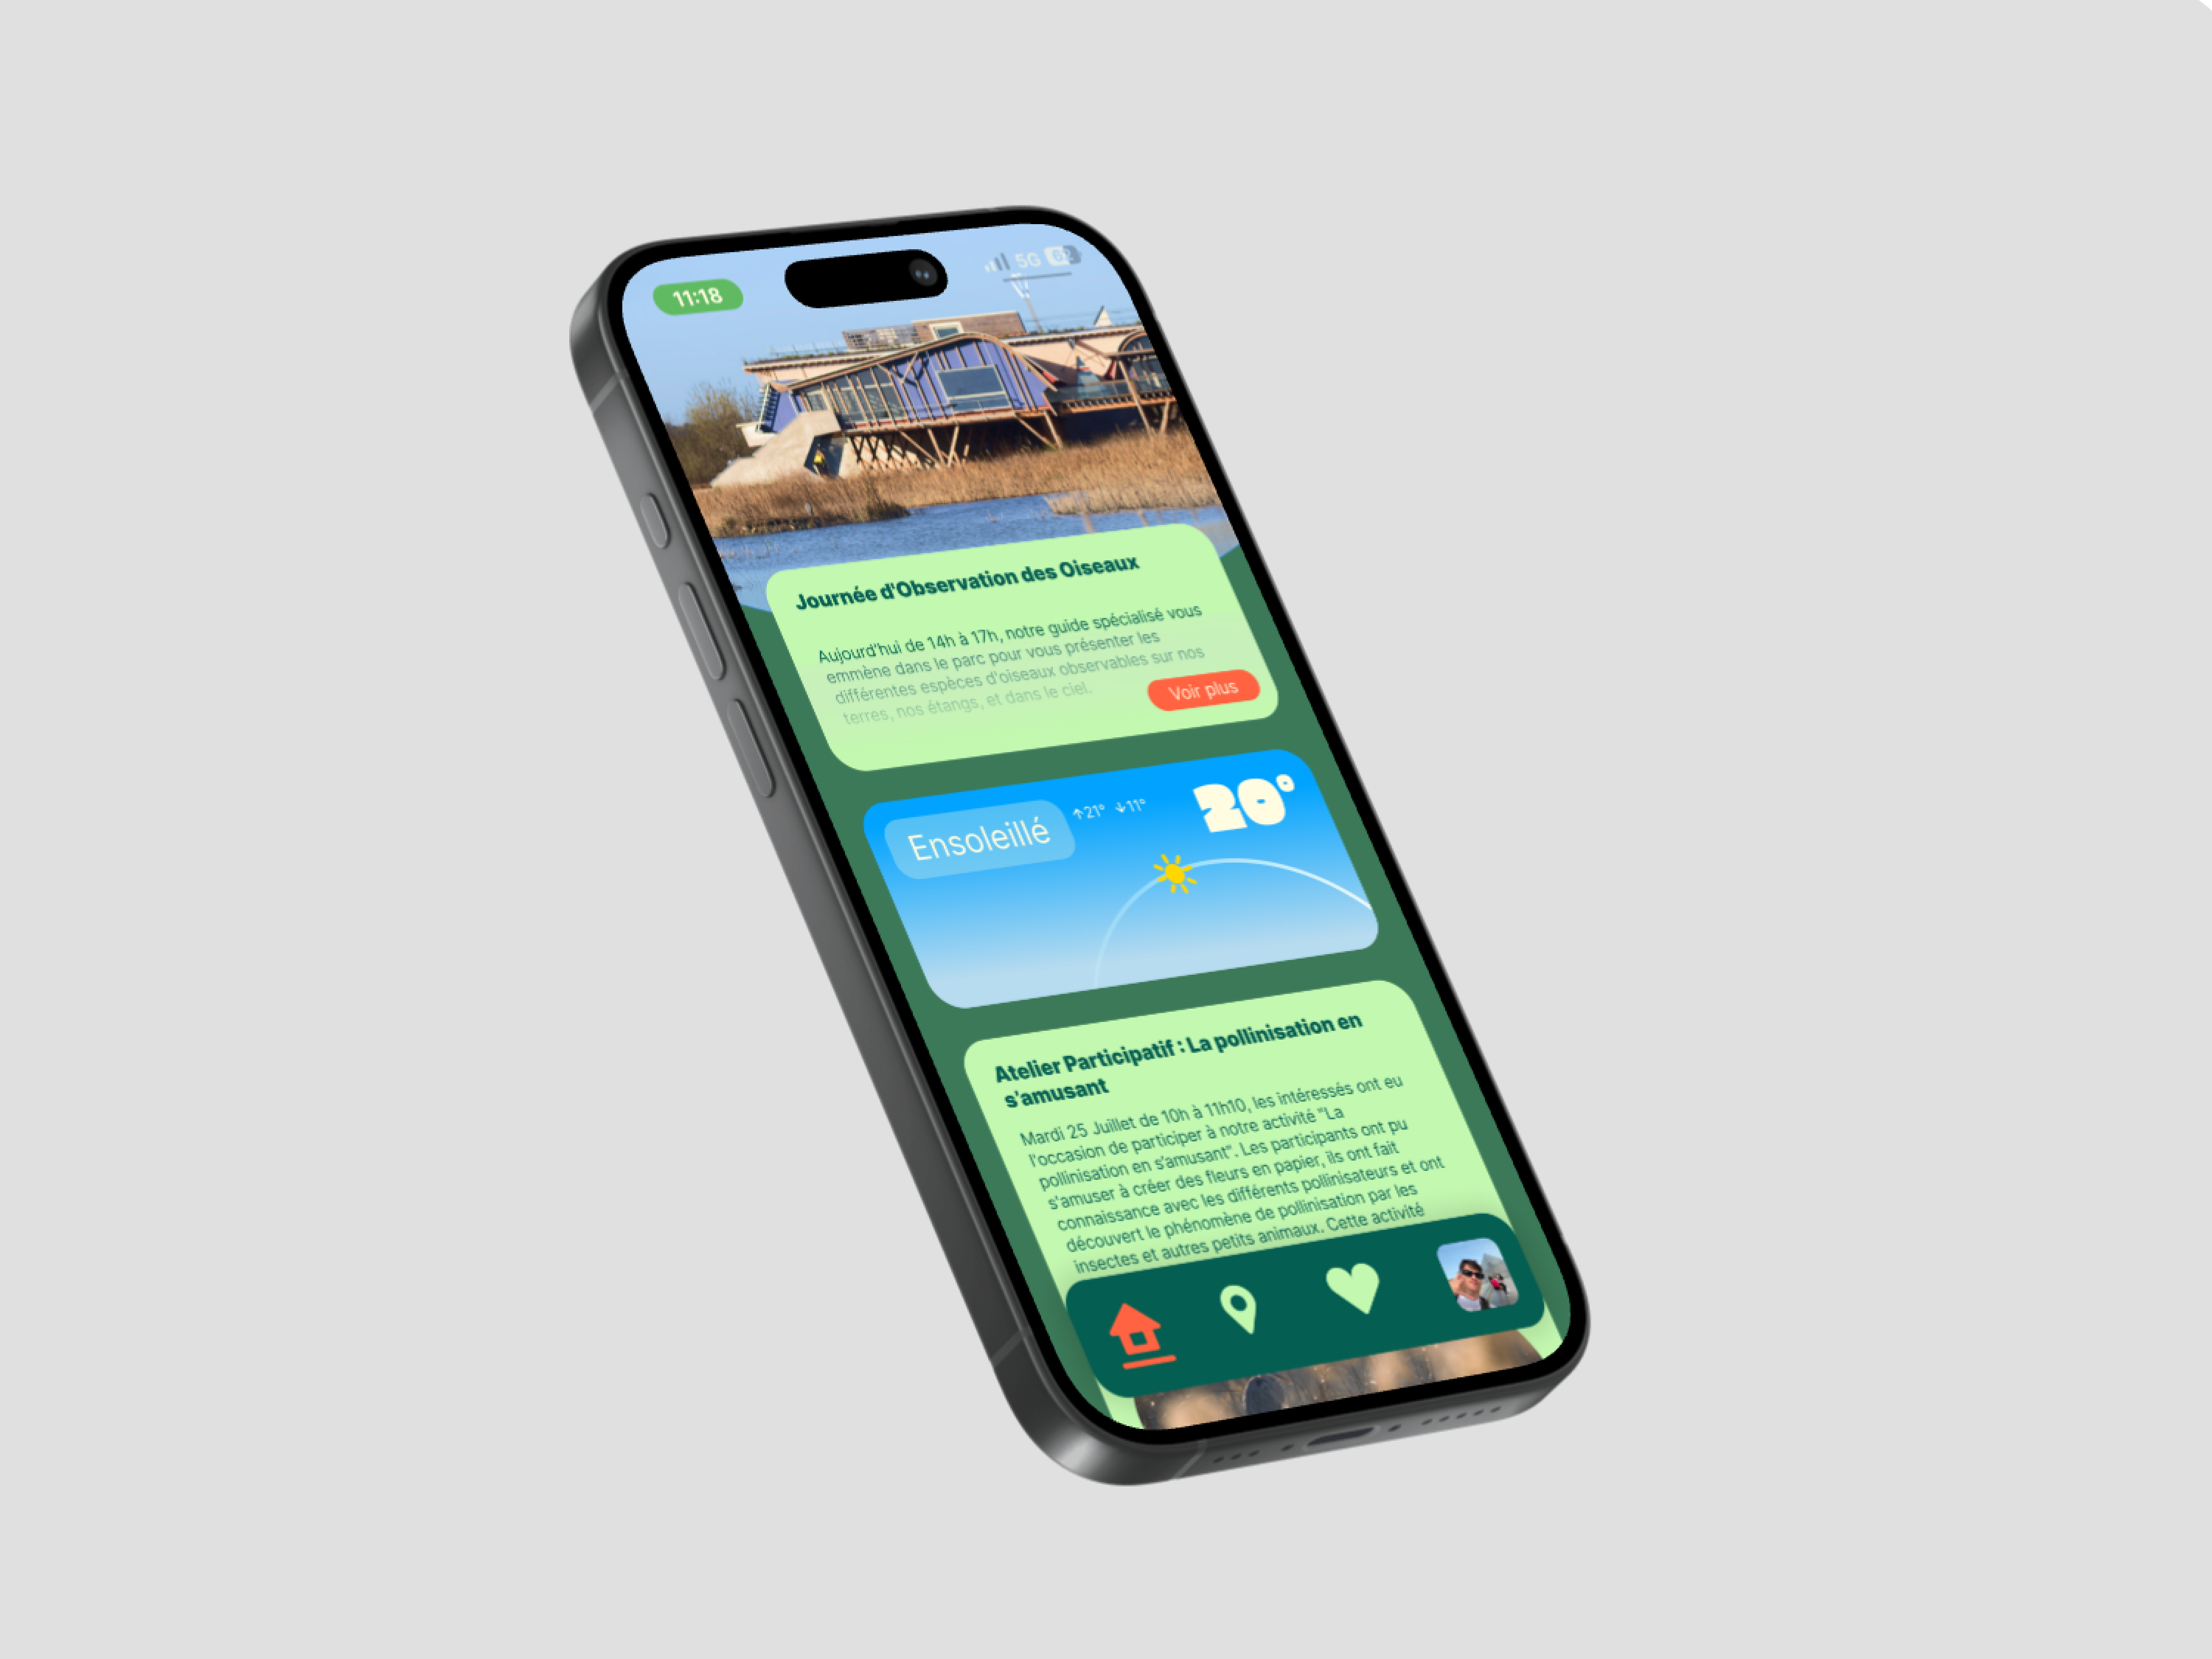 11:18
5G 62
Journée d'Observation des Oiseaux
Aujourd'hui de 14h à 17h, notre guide spécialisé vous
emmène dans le parc pour vous présenter les
différentes espèces d'oiseaux observables sur nos
terres, nos étangs, et dans le ciel.
Voir plus
Ensoleillé
↑21° ↓11°
20°
Atelier Participatif : La pollinisation en
s'amusant
Mardi 25 Juillet de 10h à 11h10, les intéressés ont eu
l'occasion de participer à notre activité "La
pollinisation en s'amusant". Les participants ont pu
s'amuser à créer des fleurs en papier, ils ont fait
connaissance avec les différents pollinisateurs et ont
découvert le phénomène de pollinisation par les
insectes et autres petits animaux. Cette activité